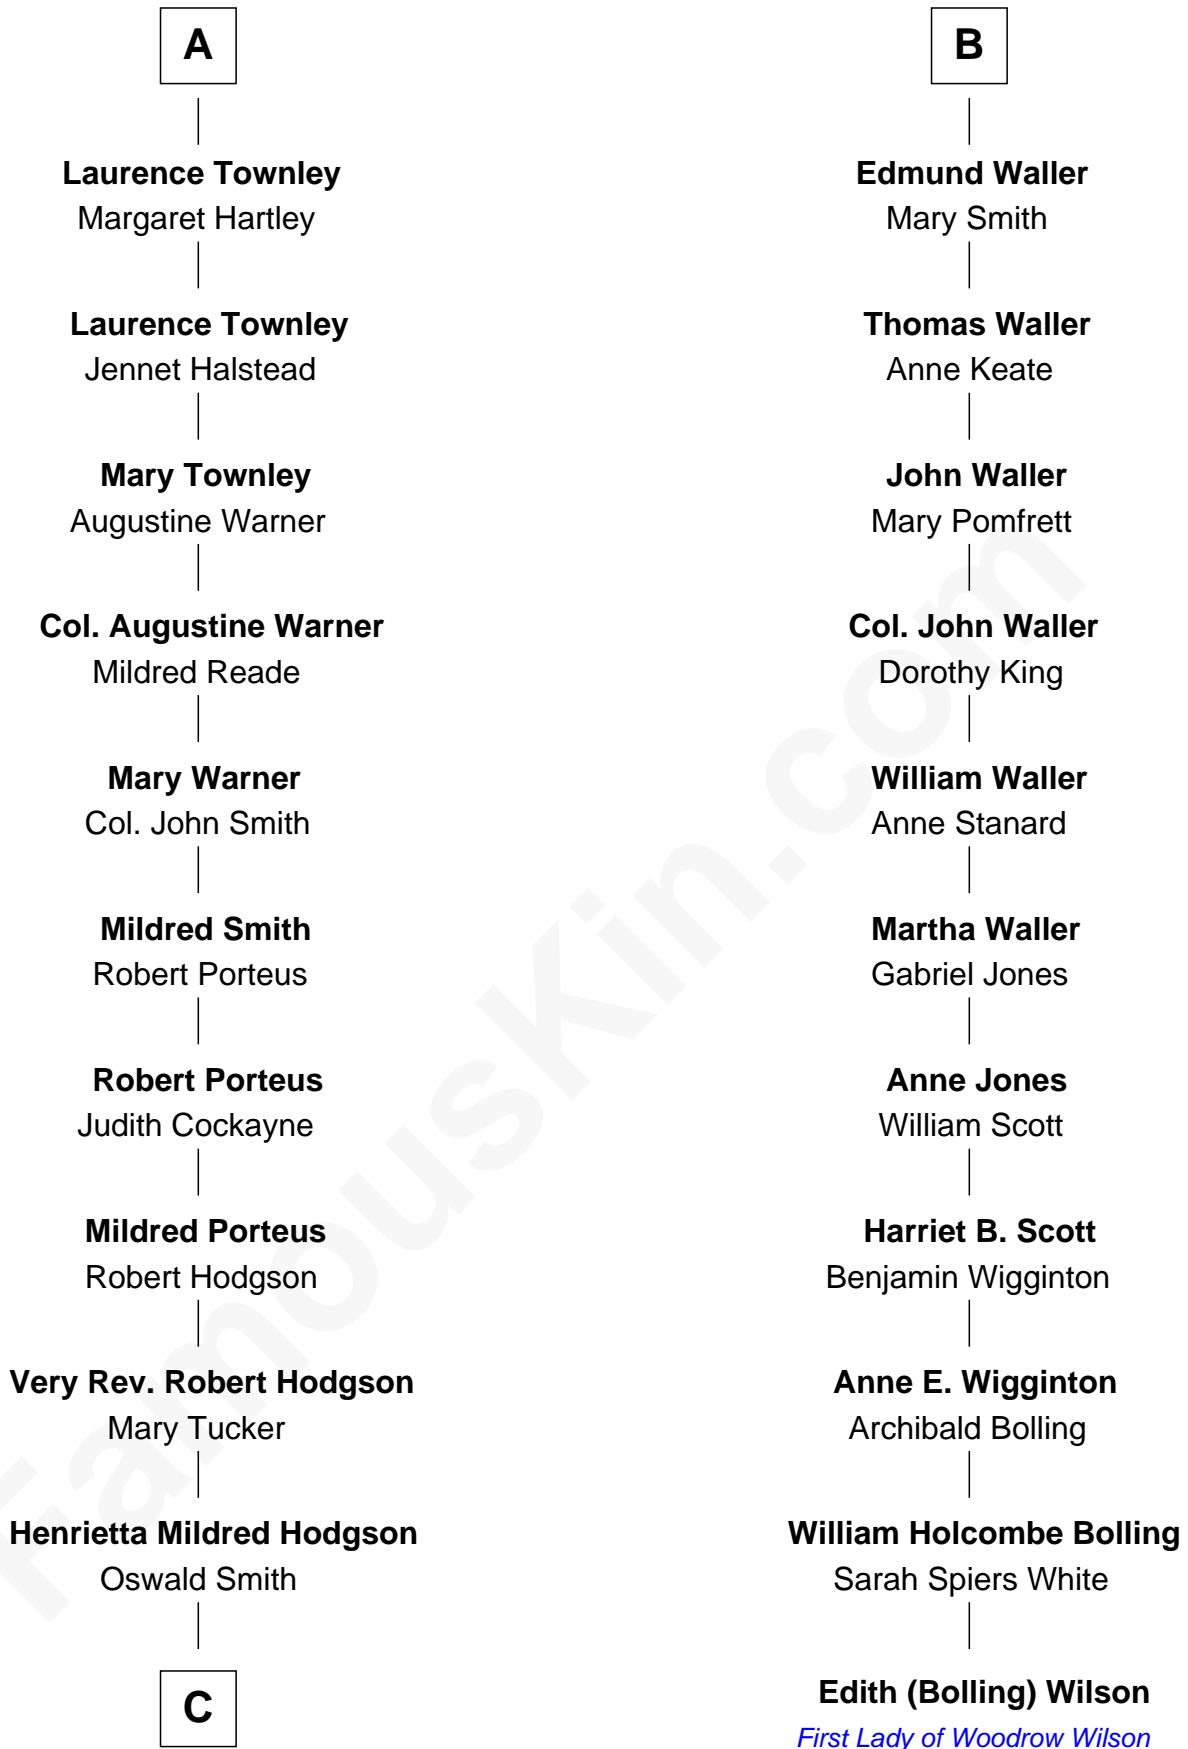 A
Laurence Townley
Margaret Hartley
Laurence Townley
Jennet Halstead
Mary Townley
Augustine Warner
Col. Augustine Warner
Mildred Reade
Mary Warner
Col. John Smith
Mildred Smith
Robert Porteus
Robert Porteus
Judith Cockayne
Mildred Porteus
Robert Hodgson
Very Rev. Robert Hodgson
Mary Tucker
Henrietta Mildred Hodgson
Oswald Smith
C
B
Edmund Waller
Mary Smith
Thomas Waller
Anne Keate
John Waller
Mary Pomfrett
Col. John Waller
Dorothy King
William Waller
Anne Stanard
Martha Waller
Gabriel Jones
Anne Jones
William Scott
Harriet B. Scott
Benjamin Wigginton
Anne E. Wigginton
Archibald Bolling
William Holcombe Bolling
Sarah Spiers White
Edith (Bolling) Wilson
First Lady of Woodrow Wilson
FamousKin.com